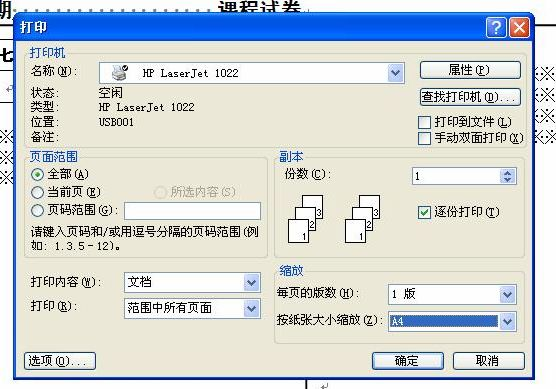 期 课程试卷
打印
七
打印机
名称(N): HP LaserJet 1022 属性(P)
状态: 空闲 查找打印机(D)...
类型: HP LaserJet 1022
位置: USB001 打印到文件(L)
备注: 手动双面打印(X)
页面范围
全部(A)
当前页(E) 所选内容(S)
页码范围(G):
请键入页码和/或用逗号分隔的页码范围(例
如: 1.3.5-12)。
副本
份数(C): 1
1 2 3 1 2 3
逐份打印(T)
打印内容(W): 文档
打印(R): 范围中所有页面
缩放
每页的版数(H): 1 版
按纸张大小缩放(Z): A4
选项(O)... 确定 取消